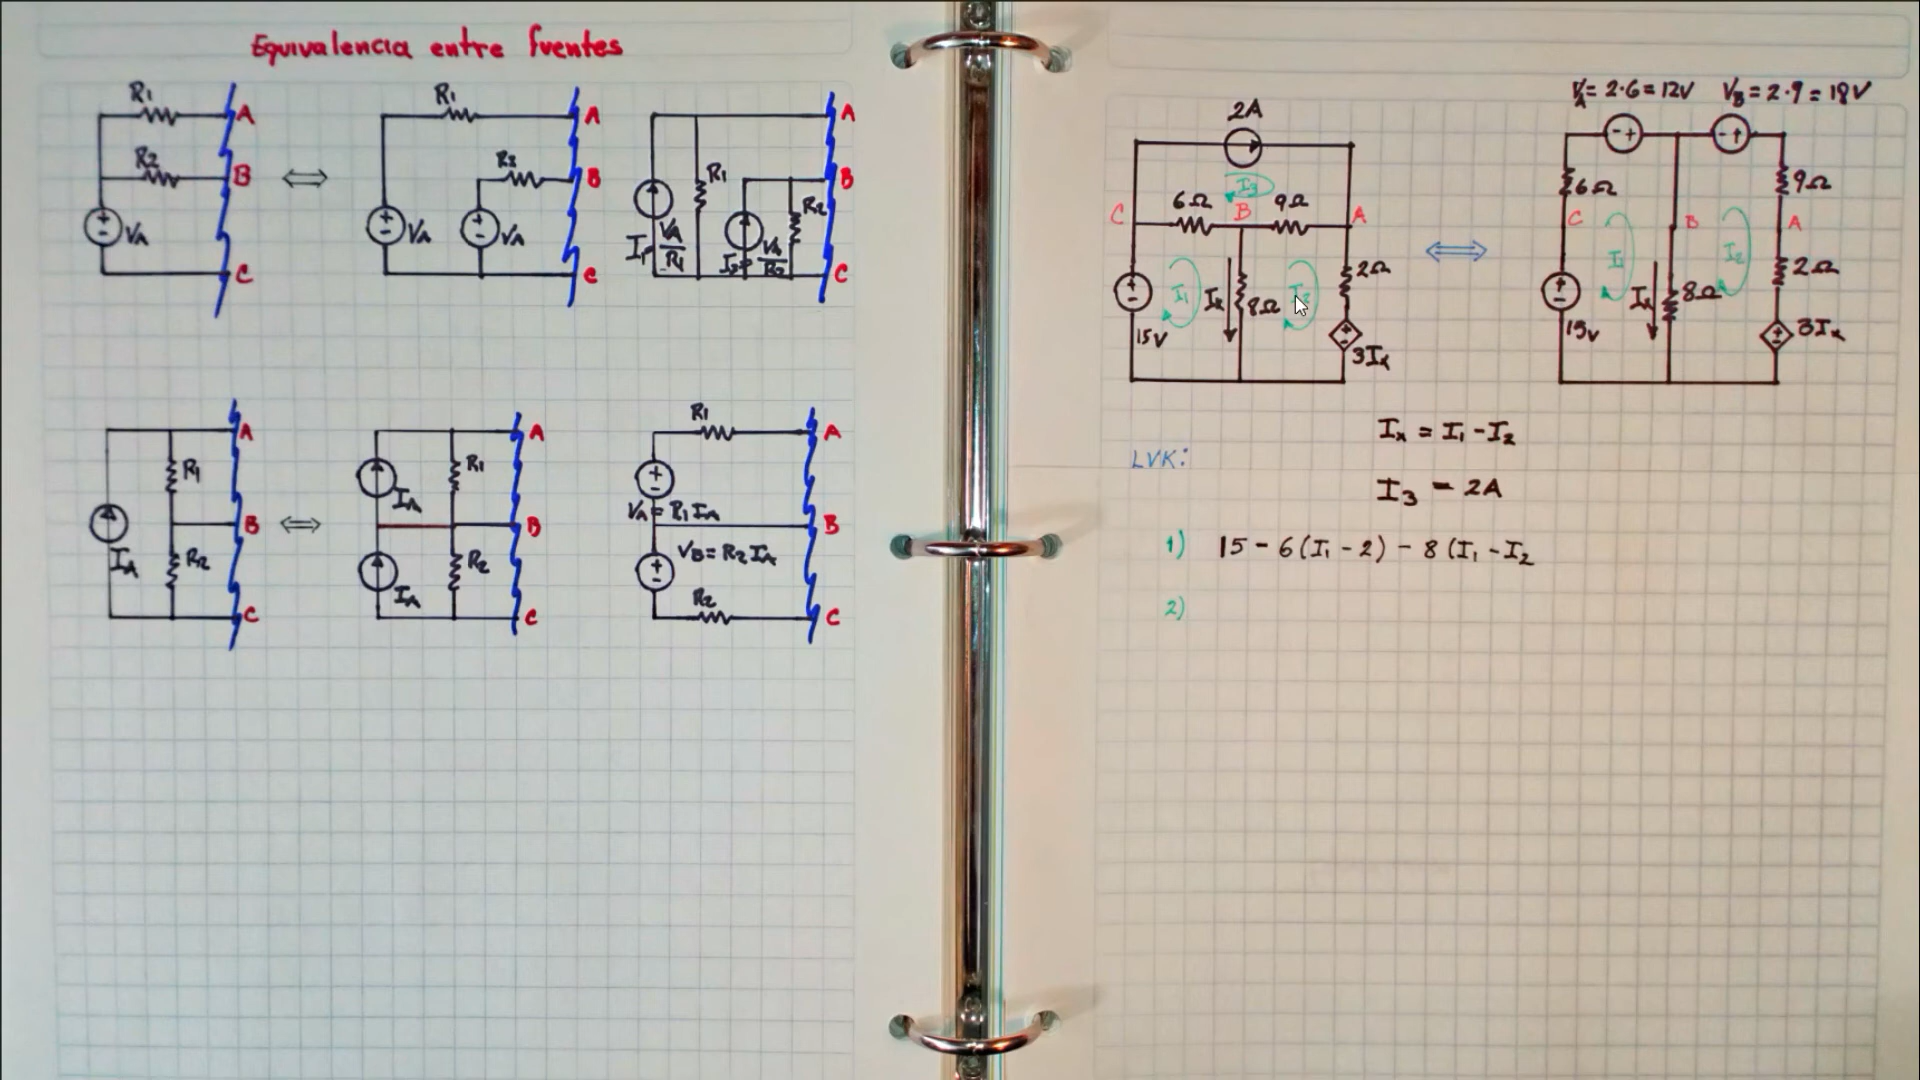 Equivalencia entre fuentes
R1
A
R2
B
VA
C
R1
A
R2
B
VA
VA
C
A
R1
B
R2
I1= VA/R1
I2= VA/R2
C
A
R1
B
IA
R2
C
A
R1
IA
B
R2
IA
C
R1
A
VA= R1 IA
B
VB= R2 IA
R2
C
2A
I3
6Ω
9Ω
C
B
A
2Ω
I1
Ix
8Ω
I2
15V
3Ix
VA= 2·6=12V
VB= 2·9=18V
- +
- +
6Ω
9Ω
C
B
A
I1
I2
2Ω
Ix
8Ω
15V
3Ix
Ix = I1 - I2
LVK:
I3 = 2A
1) 15 - 6(I1 - 2) - 8 (I1 - I2
2)